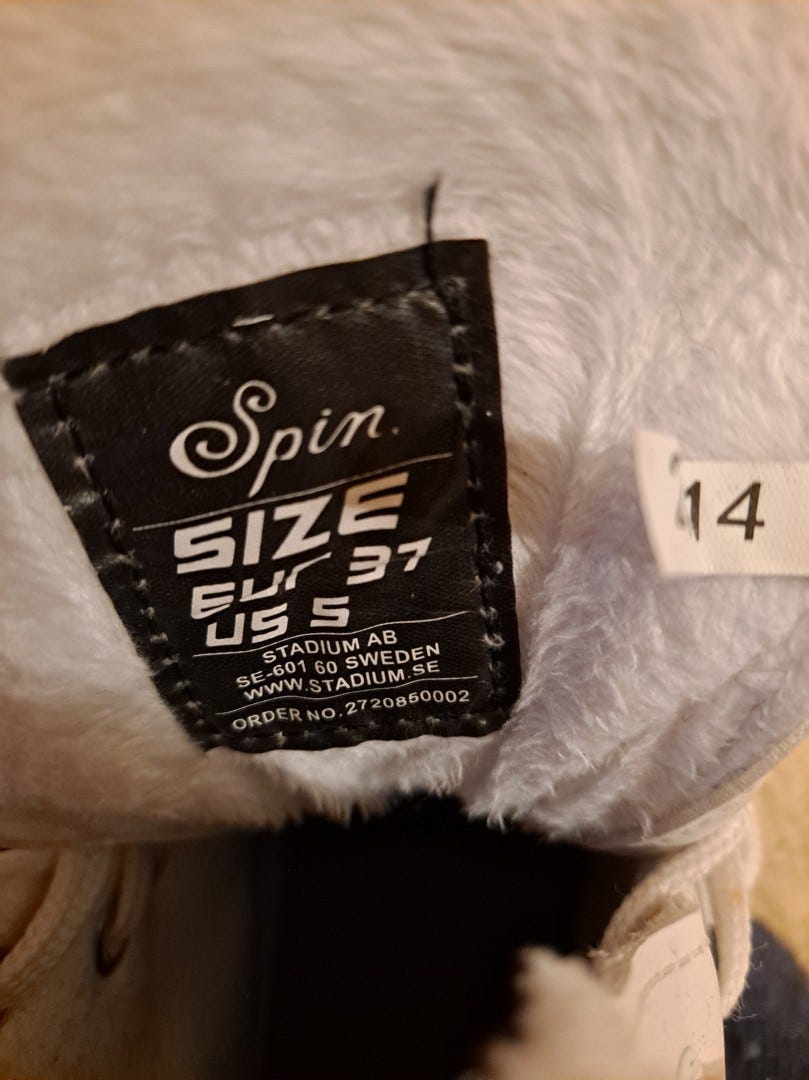 Spin.
SIZE
EUr 37
US 5
STADIUM AB
SE-601 60 SWEDEN
WWW.STADIUM.SE
ORDER NO. 2720850002
14